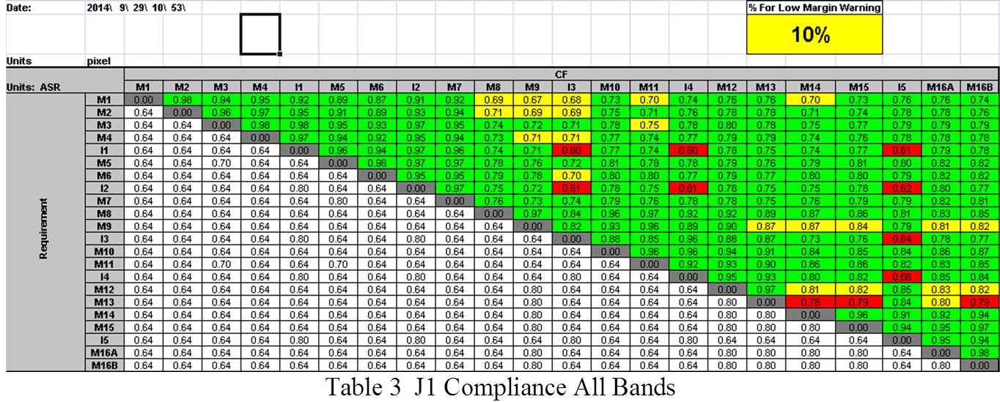 Date: 2014\ 9\ 29\ 10\ 53\ % For Low Margin Warning
10%
Units pixel
CF
Units: ASR M1 M2 M3 M4 I1 M5 M6 I2 M7 M8 M9 I3 M10 M11 I4 M12 M13 M14 M15 I5 M16A M16B
Requirement
M1 0.00 0.98 0.94 0.95 0.92 0.89 0.87 0.91 0.92 0.69 0.67 0.68 0.73 0.70 0.74 0.76 0.76 0.70 0.73 0.76 0.76 0.74
M2 0.64 0.00 0.96 0.97 0.95 0.91 0.89 0.93 0.94 0.71 0.69 0.69 0.75 0.71 0.76 0.78 0.78 0.71 0.74 0.78 0.78 0.76
M3 0.64 0.64 0.00 0.98 0.98 0.95 0.93 0.97 0.95 0.74 0.72 0.71 0.78 0.75 0.78 0.80 0.78 0.75 0.77 0.79 0.79 0.79
M4 0.64 0.64 0.64 0.00 0.97 0.94 0.92 0.95 0.94 0.73 0.71 0.71 0.77 0.74 0.77 0.79 0.79 0.74 0.76 0.78 0.78 0.78
I1 0.64 0.64 0.64 0.64 0.00 0.96 0.94 0.97 0.96 0.74 0.71 0.60 0.77 0.74 0.60 0.78 0.75 0.74 0.77 0.61 0.79 0.78
M5 0.64 0.64 0.70 0.64 0.64 0.00 0.98 0.97 0.97 0.78 0.76 0.72 0.81 0.78 0.78 0.79 0.76 0.79 0.81 0.80 0.82 0.82
M6 0.64 0.64 0.64 0.64 0.64 0.64 0.00 0.95 0.95 0.79 0.78 0.70 0.80 0.80 0.77 0.79 0.77 0.80 0.80 0.79 0.82 0.82
I2 0.64 0.64 0.64 0.64 0.80 0.64 0.64 0.00 0.97 0.75 0.72 0.61 0.78 0.75 0.61 0.78 0.75 0.75 0.78 0.62 0.80 0.77
M7 0.64 0.64 0.64 0.64 0.64 0.80 0.64 0.64 0.00 0.76 0.73 0.74 0.79 0.76 0.78 0.78 0.75 0.76 0.79 0.79 0.82 0.81
M8 0.64 0.64 0.64 0.64 0.64 0.64 0.64 0.64 0.64 0.00 0.97 0.84 0.96 0.97 0.92 0.92 0.89 0.87 0.86 0.81 0.83 0.85
M9 0.64 0.64 0.64 0.64 0.64 0.64 0.64 0.64 0.64 0.64 0.00 0.82 0.93 0.96 0.89 0.90 0.87 0.87 0.84 0.79 0.81 0.82
I3 0.64 0.64 0.64 0.64 0.80 0.64 0.64 0.80 0.64 0.64 0.64 0.00 0.88 0.85 0.96 0.88 0.87 0.73 0.76 0.64 0.78 0.77
M10 0.64 0.64 0.64 0.64 0.64 0.64 0.64 0.64 0.64 0.64 0.64 0.64 0.00 0.96 0.96 0.94 0.91 0.84 0.85 0.84 0.86 0.87
M11 0.64 0.64 0.70 0.64 0.64 0.70 0.64 0.64 0.64 0.64 0.64 0.64 0.64 0.00 0.92 0.93 0.90 0.86 0.86 0.82 0.83 0.85
I4 0.64 0.64 0.64 0.64 0.80 0.64 0.64 0.80 0.64 0.64 0.64 0.80 0.64 0.64 0.00 0.95 0.93 0.80 0.82 0.66 0.85 0.84
M12 0.64 0.64 0.64 0.64 0.64 0.64 0.64 0.64 0.64 0.64 0.80 0.64 0.64 0.64 0.64 0.00 0.97 0.81 0.82 0.85 0.83 0.82
M13 0.64 0.64 0.64 0.64 0.64 0.64 0.64 0.64 0.64 0.64 0.80 0.64 0.64 0.64 0.64 0.80 0.00 0.78 0.79 0.84 0.80 0.79
M14 0.64 0.64 0.64 0.64 0.64 0.64 0.64 0.64 0.64 0.64 0.80 0.64 0.64 0.64 0.64 0.80 0.80 0.00 0.96 0.91 0.92 0.94
M15 0.64 0.64 0.64 0.64 0.64 0.64 0.64 0.64 0.64 0.64 0.80 0.64 0.64 0.64 0.64 0.80 0.80 0.80 0.00 0.94 0.95 0.97
I5 0.64 0.64 0.64 0.64 0.80 0.64 0.64 0.80 0.64 0.64 0.64 0.80 0.64 0.64 0.80 0.64 0.64 0.64 0.64 0.00 0.95 0.94
M16A 0.64 0.64 0.64 0.64 0.64 0.64 0.64 0.64 0.64 0.64 0.80 0.64 0.64 0.64 0.64 0.80 0.80 0.80 0.80 0.64 0.00 0.98
M16B 0.64 0.64 0.64 0.64 0.64 0.64 0.64 0.64 0.64 0.64 0.80 0.64 0.64 0.64 0.64 0.80 0.80 0.80 0.80 0.64 0.80 0.00
Table 3 J1 Compliance All Bands